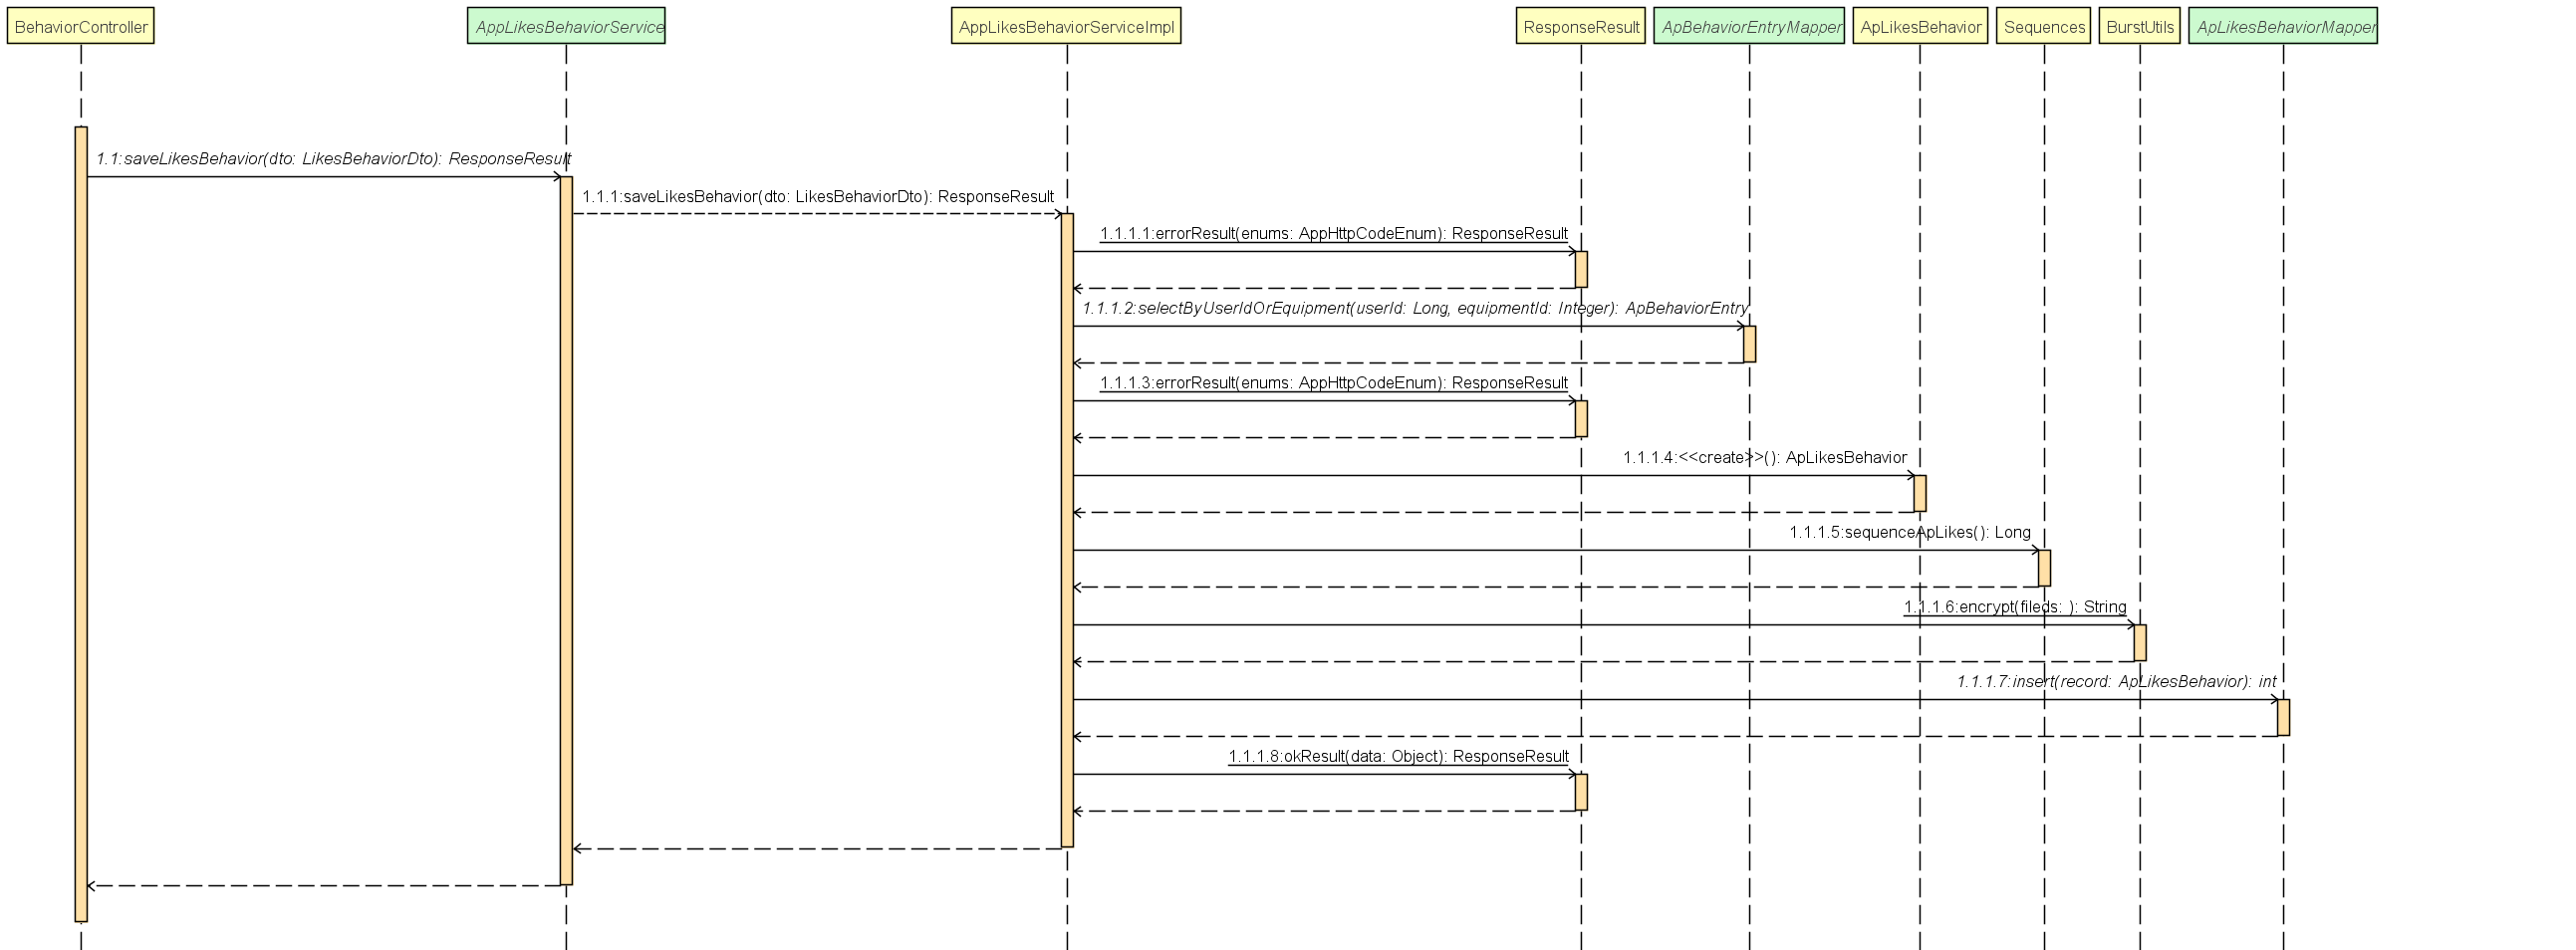 BehaviorController
AppLikesBehaviorService
AppLikesBehaviorServiceImpl
ResponseResult
ApBehaviorEntryMapper
ApLikesBehavior
Sequences
BurstUtils
ApLikesBehaviorMapper
1.1:saveLikesBehavior(dto: LikesBehaviorDto): ResponseResult
1.1.1:saveLikesBehavior(dto: LikesBehaviorDto): ResponseResult
1.1.1.1:errorResult(enums: AppHttpCodeEnum): ResponseResult
1.1.1.2:selectByUserIdOrEquipment(userId: Long, equipmentId: Integer): ApBehaviorEntry
1.1.1.3:errorResult(enums: AppHttpCodeEnum): ResponseResult
1.1.1.4:<<create>>(): ApLikesBehavior
1.1.1.5:sequenceApLikes(): Long
1.1.1.6:encrypt(fileds: ): String
1.1.1.7:insert(record: ApLikesBehavior): int
1.1.1.8:okResult(data: Object): ResponseResult